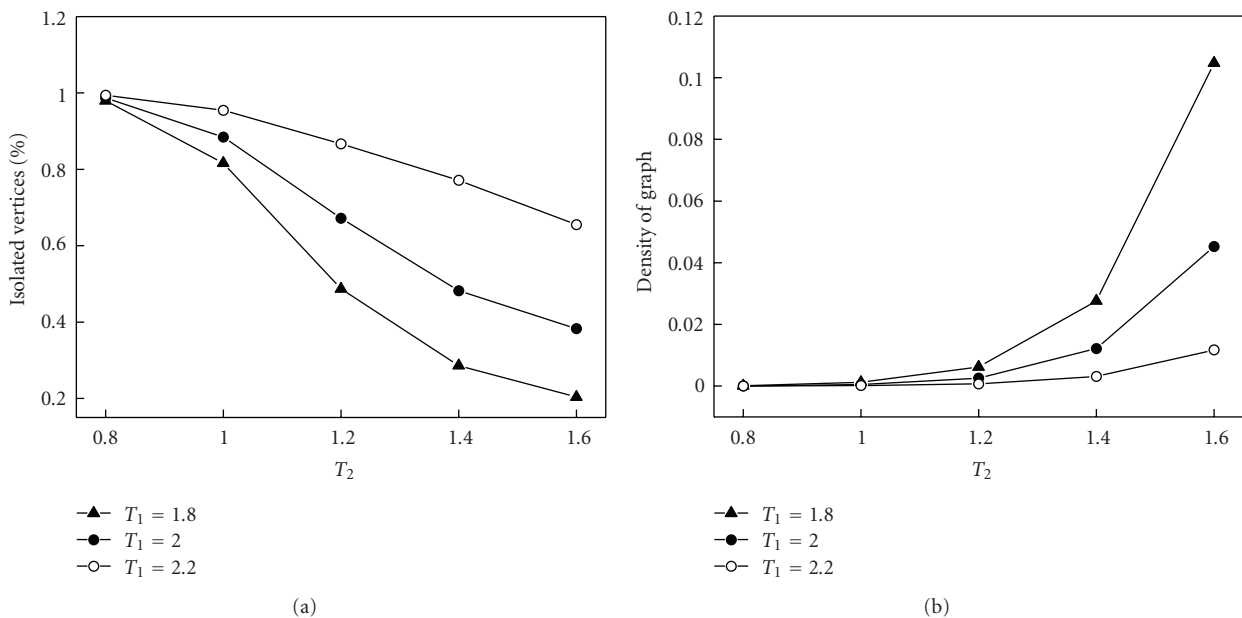 1.2
1
0.8
0.6
0.4
0.2
Isolated vertices (%)
0.8 1 1.2 1.4 1.6
T2
T1 = 1.8
T1 = 2
T1 = 2.2
(a)
0.12
0.1
0.08
0.06
0.04
0.02
0
Density of graph
0.8 1 1.2 1.4 1.6
T2
T1 = 1.8
T1 = 2
T1 = 2.2
(b)